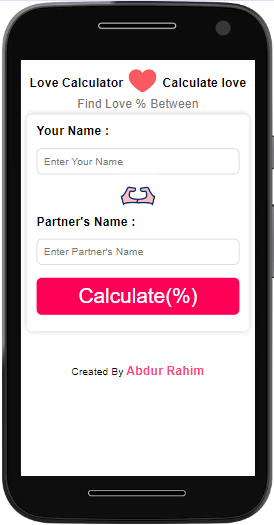 Love Calculator Calculate love
Find Love % Between
Your Name :
Enter Your Name
Partner's Name :
Enter Partner's Name
Calculate(%)
Created By Abdur Rahim